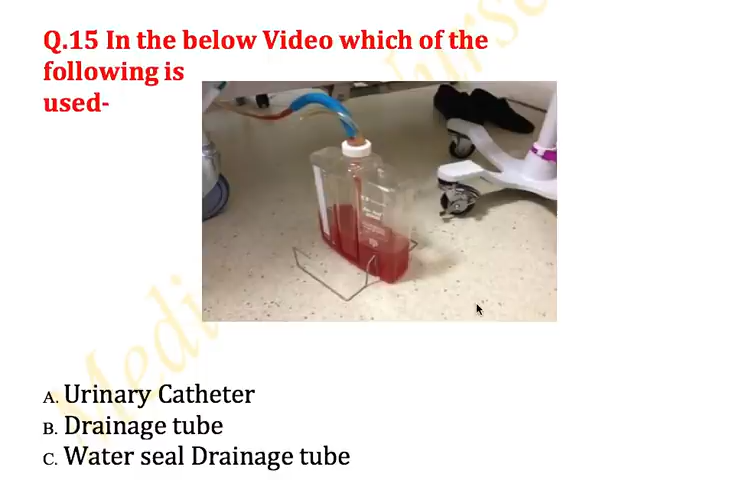 Q.15 In the below Video which of the
following is
used-
A. Urinary Catheter
B. Drainage tube
C. Water seal Drainage tube